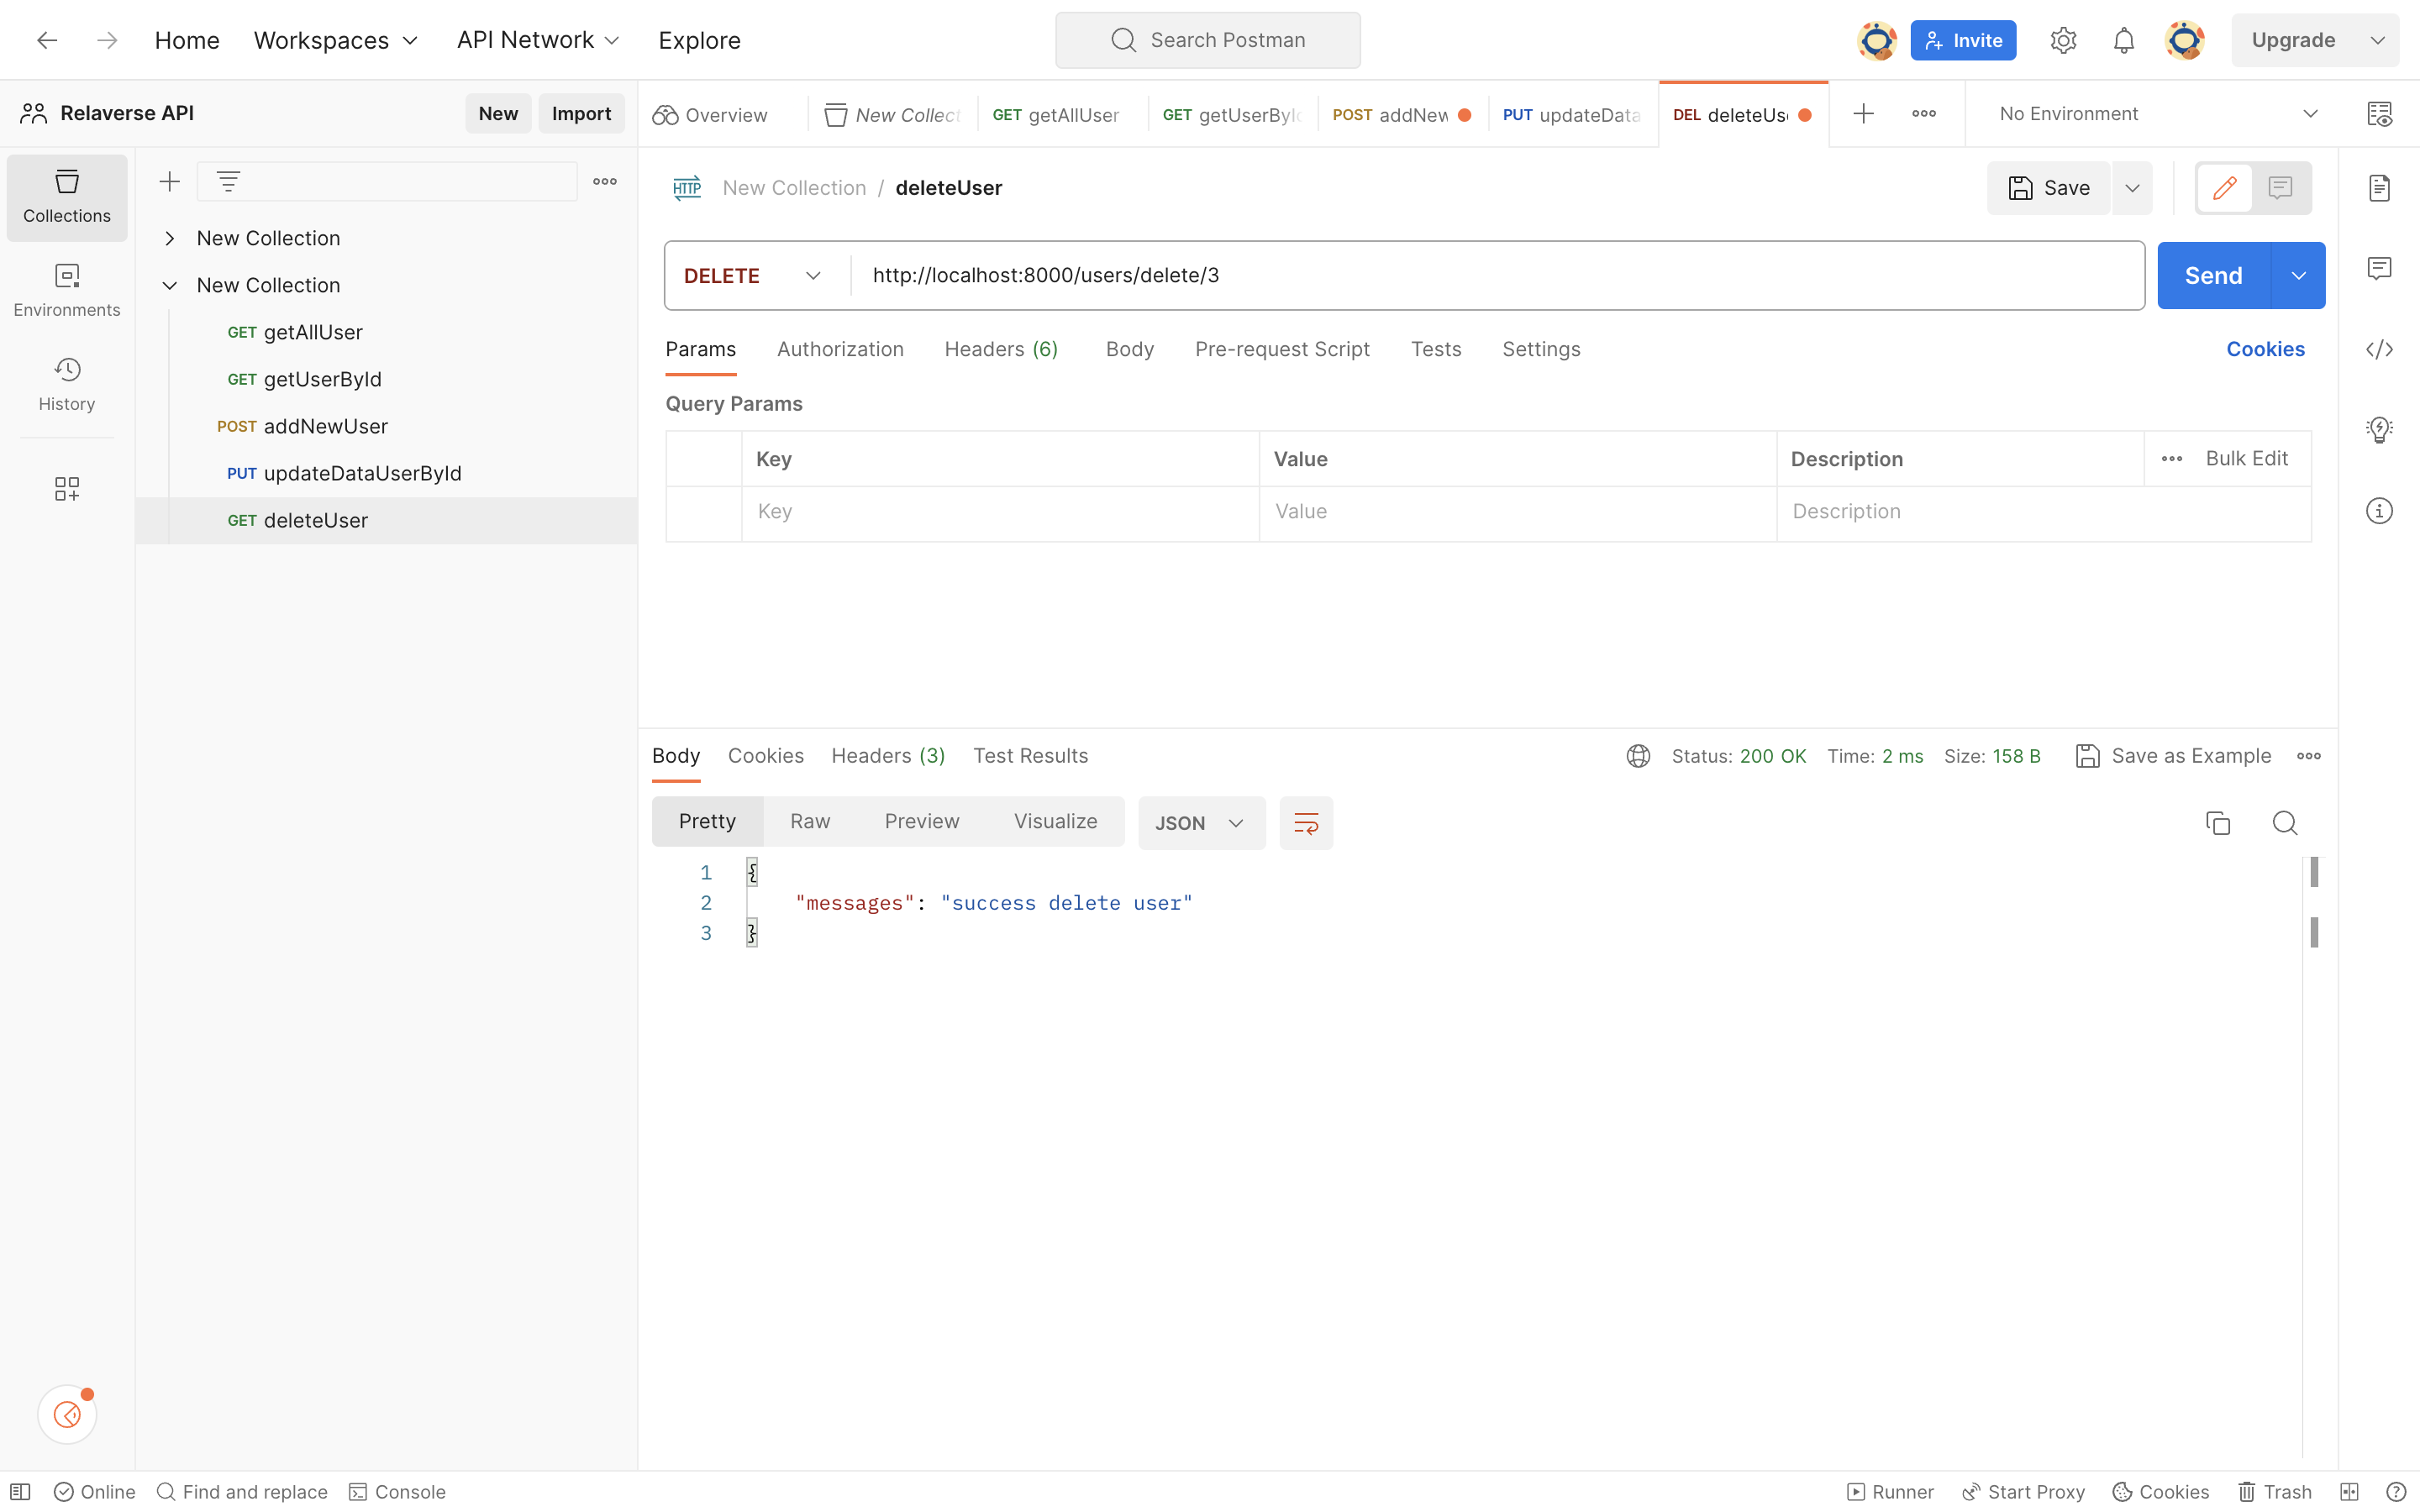 Home Workspaces API Network Explore Search Postman Invite Upgrade
Relaverse API New Import Overview New Collect GET getAllUser GET getUserById POST addNew PUT updateData DEL deleteUs No Environment
Collections
Environments
History
New Collection
New Collection
GET getAllUser
GET getUserById
POST addNewUser
PUT updateDataUserById
GET deleteUser
HTTP New Collection / deleteUser Save
DELETE http://localhost:8000/users/delete/3 Send
Params Authorization Headers (6) Body Pre-request Script Tests Settings Cookies
Query Params
Key Value Description Bulk Edit
Key Value Description
Body Cookies Headers (3) Test Results Status: 200 OK Time: 2 ms Size: 158 B Save as Example
Pretty Raw Preview Visualize JSON
1 {
2 "messages": "success delete user"
3 }
Online Find and replace Console Runner Start Proxy Cookies Trash